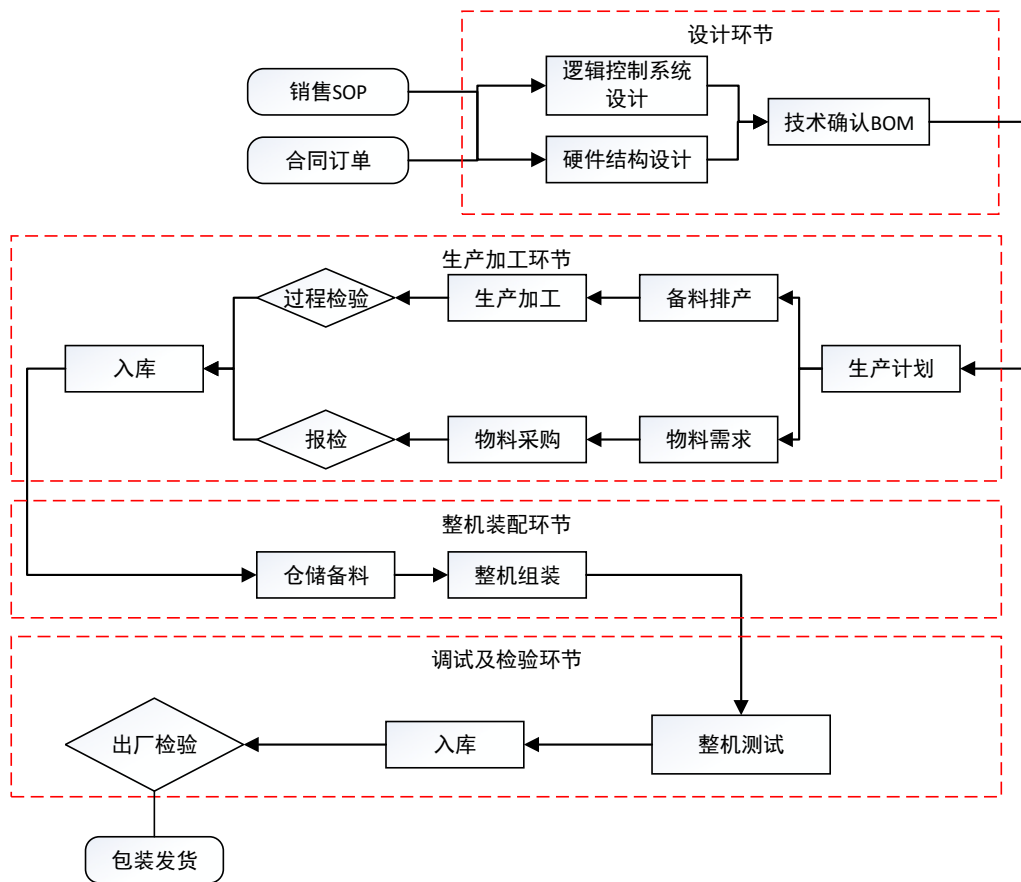 设计环节
销售SOP
逻辑控制系统
设计
技术确认BOM
合同订单
硬件结构设计
生产加工环节
过程检验
生产加工
备料排产
入库
生产计划
报检
物料采购
物料需求
整机装配环节
仓储备料
整机组装
调试及检验环节
出厂检验
入库
整机测试
包装发货